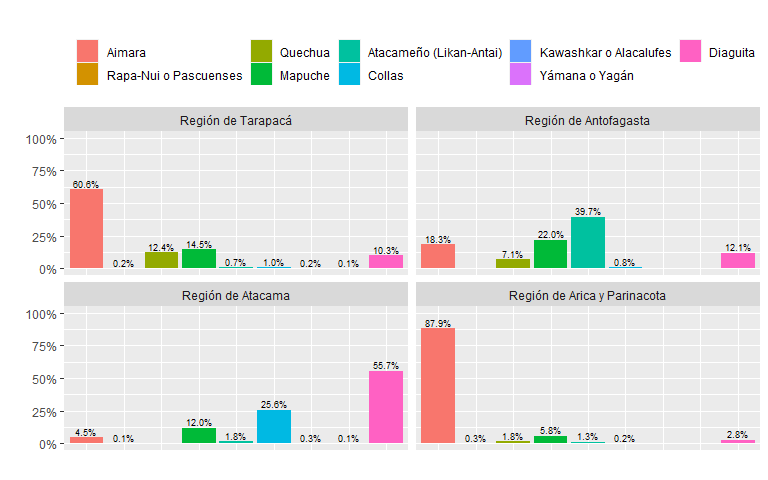 Aimara Quechua Atacameño (Likan-Antai) Kawashkar o Alacalufes Diaguita
Rapa-Nui o Pascuenses Mapuche Collas Yámana o Yagán
Región de Tarapacá Región de Antofagasta
100%
75%
50%
25%
0%
60.6% 0.2% 12.4% 14.5% 0.7% 1.0% 0.2% 0.1% 10.3%
18.3% 7.1% 22.0% 39.7% 0.8% 12.1%
Región de Atacama Región de Arica y Parinacota
100%
75%
50%
25%
0%
4.5% 0.1% 12.0% 1.8% 25.6% 0.3% 0.1% 55.7%
87.9% 0.3% 1.8% 5.8% 1.3% 0.2% 2.8%